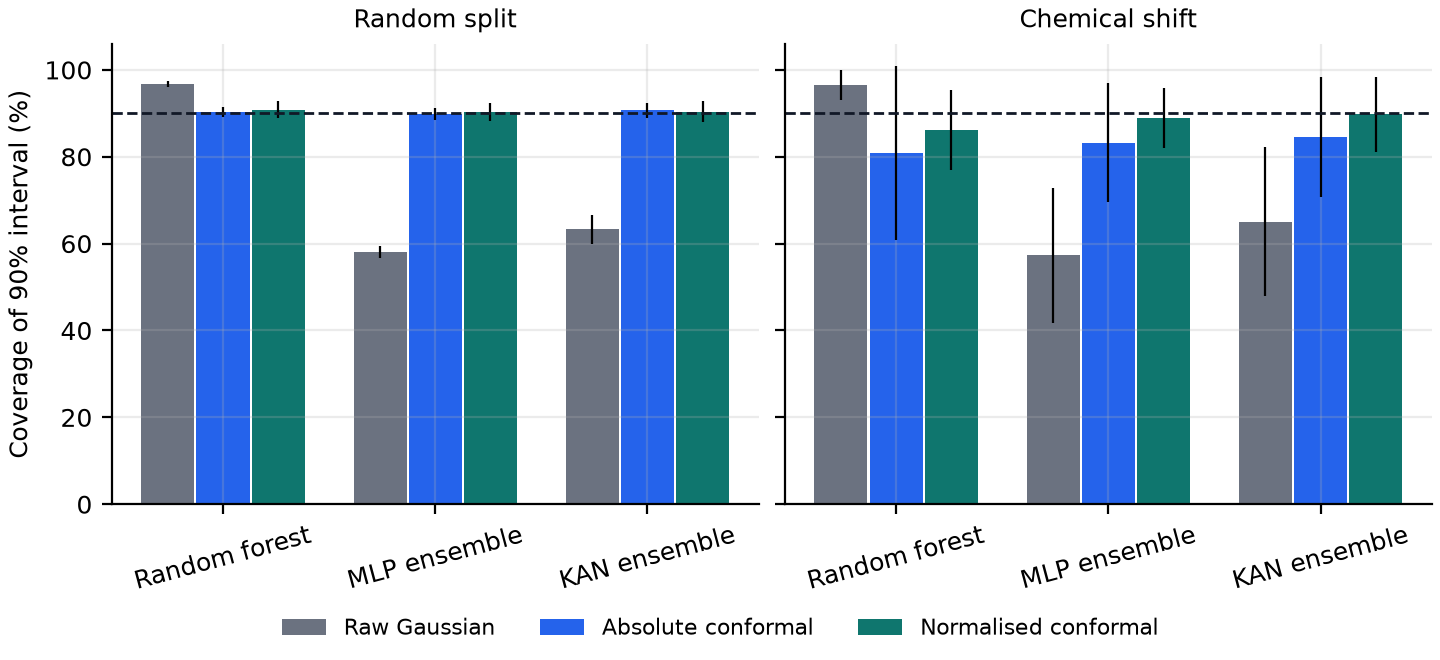 Random split
Chemical shift
Coverage of 90% interval (%)
100
80
60
40
20
0
Random forest
MLP ensemble
KAN ensemble
Random forest
MLP ensemble
KAN ensemble
Raw Gaussian
Absolute conformal
Normalised conformal